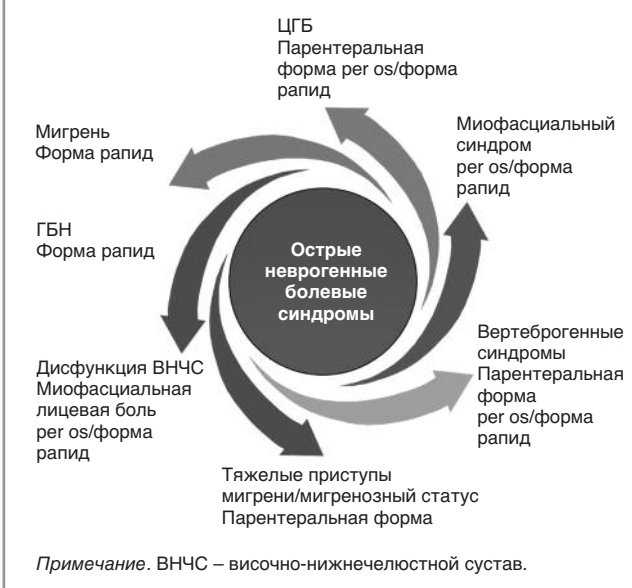 ЦГБ
Парентеральная
форма per os/форма
рапид
Мигрень
Форма рапид
Миофасциальный
синдром
per os/форма
рапид
ГБН
Форма рапид
Острые
неврогенные
болевые
синдромы
Вертеброгенные
синдромы
Парентеральная
форма
per os/форма
рапид
Дисфункция ВНЧС
Миофасциальная
лицевая боль
per os/форма
рапид
Тяжелые приступы
мигрени/мигренозный статус
Парентеральная форма
Примечание. ВНЧС – височно-нижнечелюстной сустав.